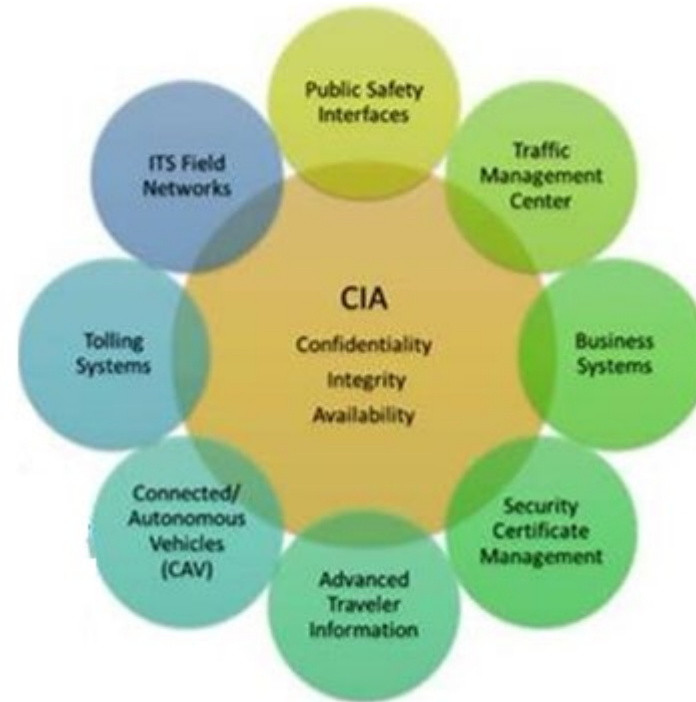 Public Safety
Interfaces
Traffic
Management
Center
Business
Systems
Security
Certificate
Management
Advanced
Traveler
Information
Connected/
Autonomous
Vehicles
(CAV)
Tolling
Systems
ITS Field
Networks
CIA
Confidentiality
Integrity
Availability